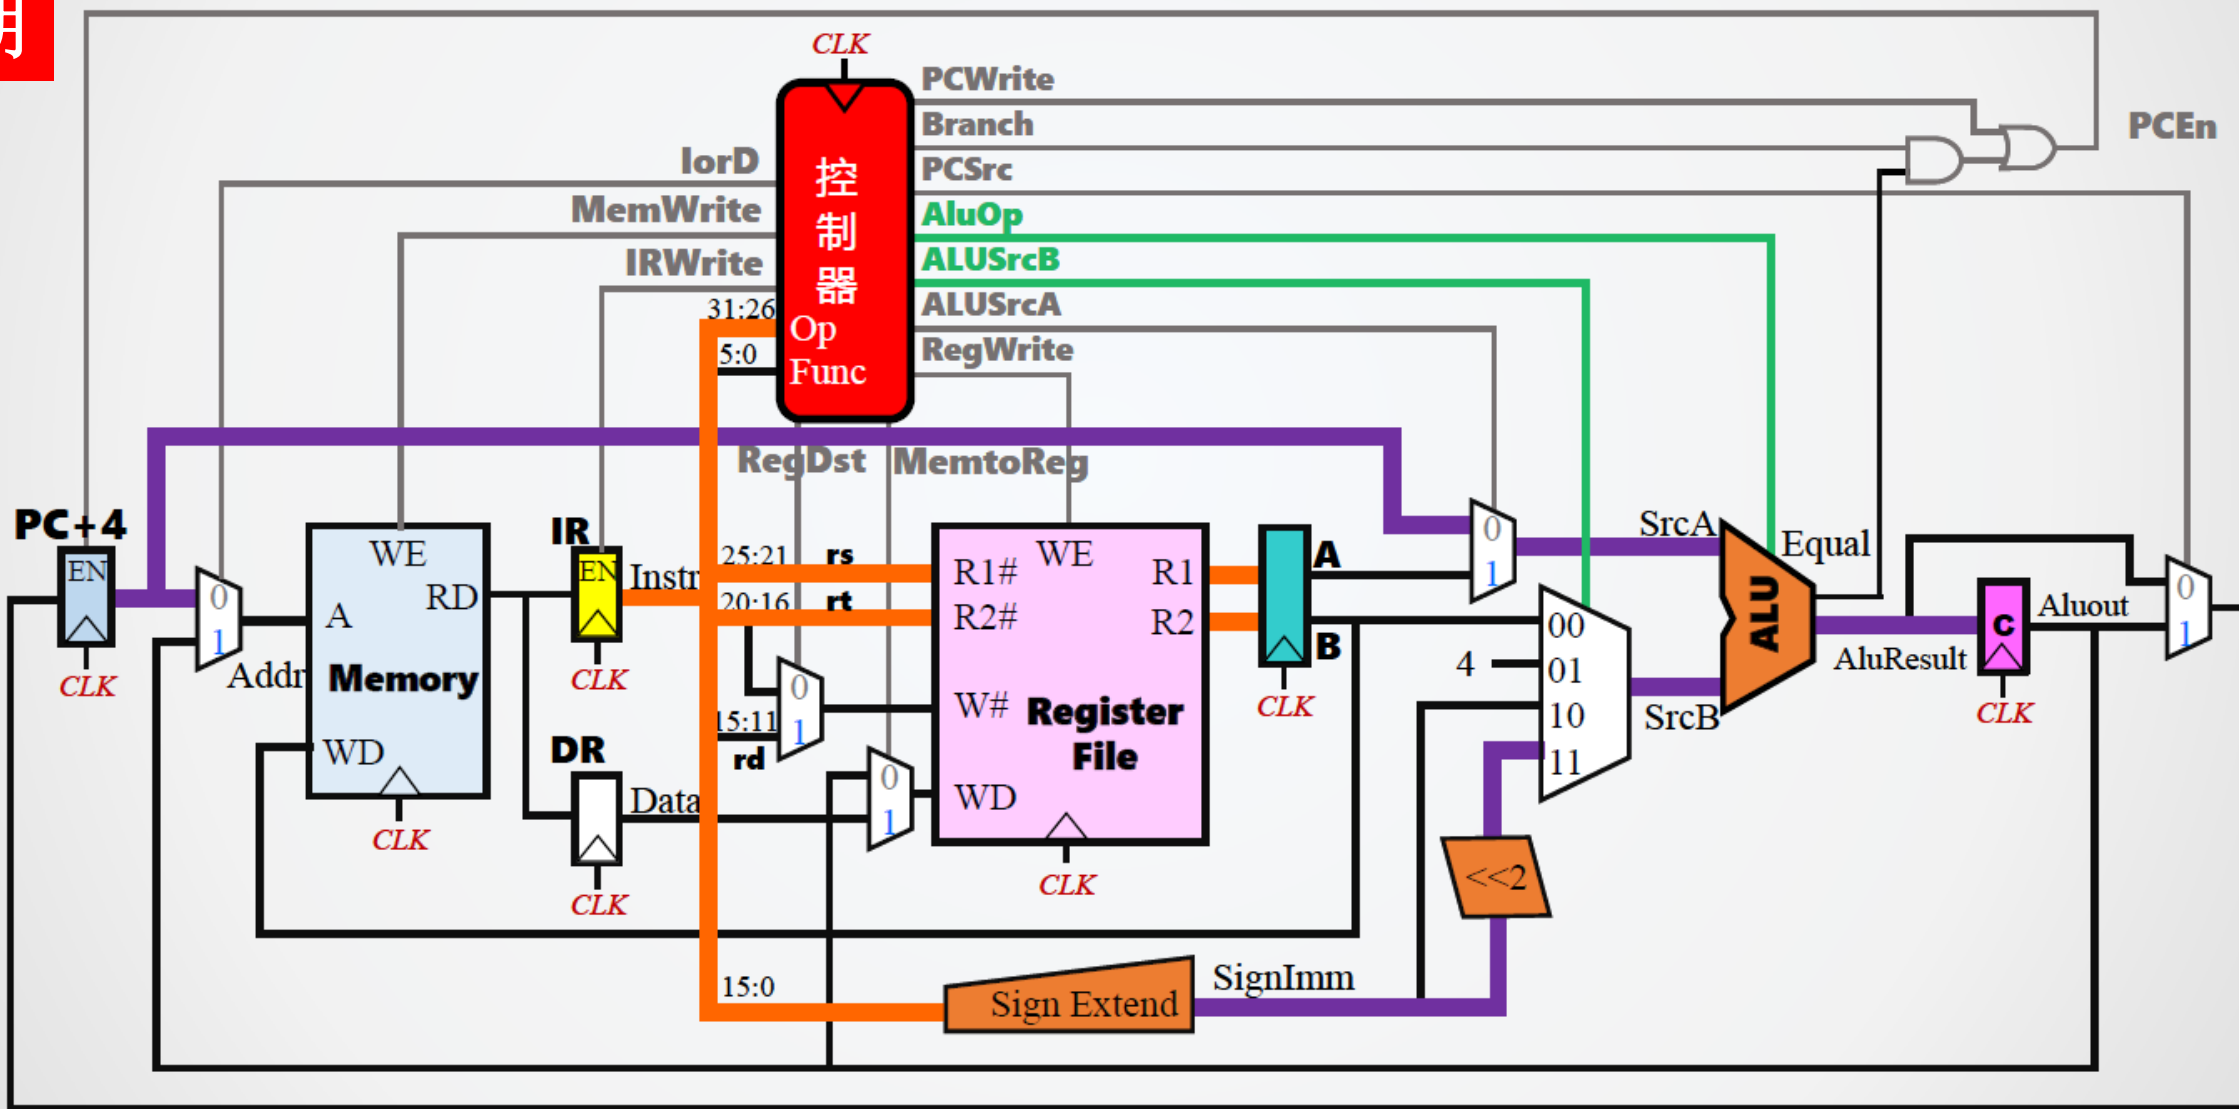 CLK
PCWrite
Branch
PCEn
IorD
PCSrc
控
制
器
MemWrite
AluOp
IRWrite
ALUSrcB
31:26
Op
ALUSrcA
5:0
Func
RegWrite
RegDst
MemtoReg
PC+4
EN
CLK
0
1
Addr
WE
A
RD
Memory
WD
CLK
IR
EN
Instr
CLK
DR
Data
CLK
25:21 rs
20:16 rt
0
1
15:11
rd
0
1
R1#
WE
R1
R2#
R2
W#
Register
File
WD
CLK
A
B
CLK
0
1
SrcA
00
4
01
10
11
SrcB
<<2
15:0
Sign Extend
SignImm
ALU
Equal
AluResult
C
CLK
Aluout
0
1